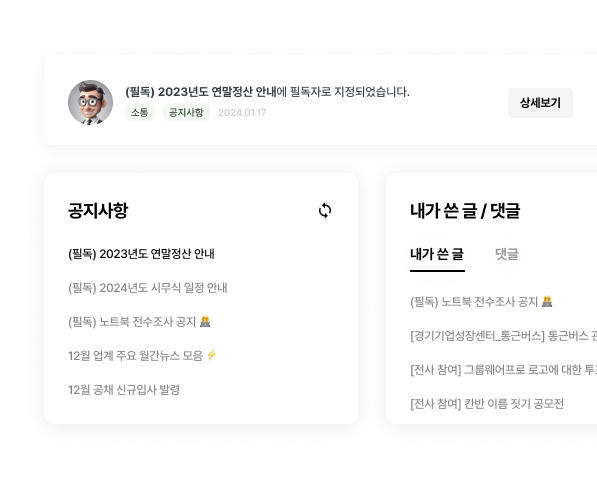 (필독) 2023년도 연말정산 안내에 필독자로 지정되었습니다.
소통 공지사항 2024.01.17
상세보기
공지사항
(필독) 2023년도 연말정산 안내
(필독) 2024년도 시무식 일정 안내
(필독) 노트북 전수조사 공지 🧑‍💻
12월 업계 주요 월간뉴스 모음⚡
12월 공채 신규입사 발령
내가 쓴 글 / 댓글
내가 쓴 글 댓글
(필독) 노트북 전수조사 공지 🧑‍💻
[경기기업성장센터_통근버스] 통근버스
[전사 참여] 그룹웨어프로 로고에 대한
[전사 참여] 칸반 이름 짓기 공모전